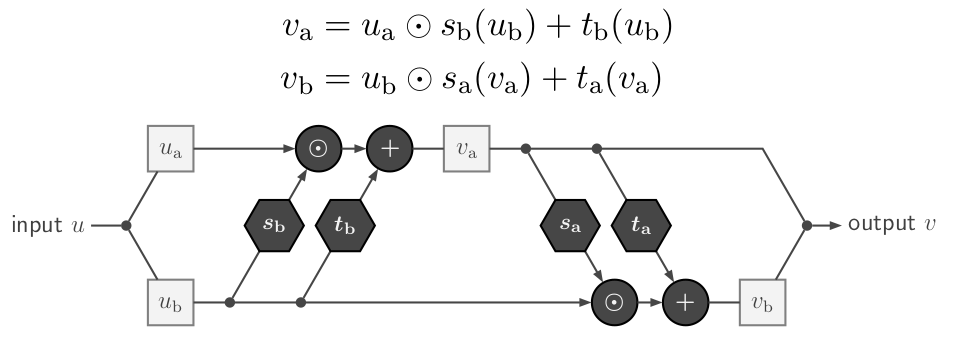 v_a = u_a ⊙ s_b(u_b) + t_b(u_b)
v_b = u_b ⊙ s_a(v_a) + t_a(v_a)
u_a ⊙ + v_a
input u s_b t_b s_a t_a output v
u_b ⊙ + v_b